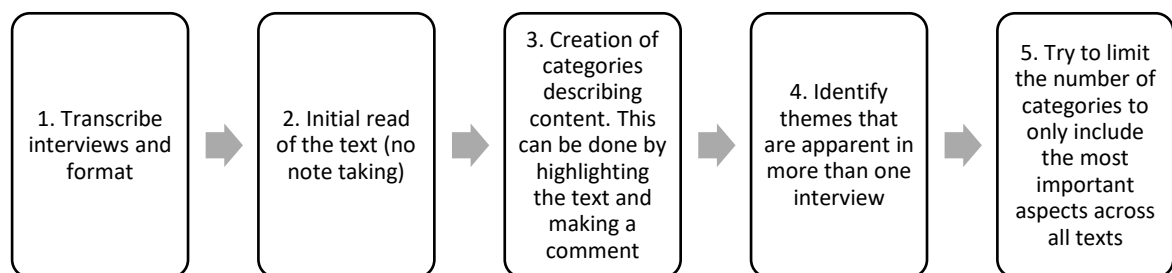 1. Transcribe
interviews and
format
2. Initial read
of the text (no
note taking)
3. Creation of
categories
describing
content. This
can be done by
highlighting
the text and
making a
comment
4. Identify
themes that
are apparent in
more than one
interview
5. Try to limit
the number of
categories to
only include
the most
important
aspects across
all texts